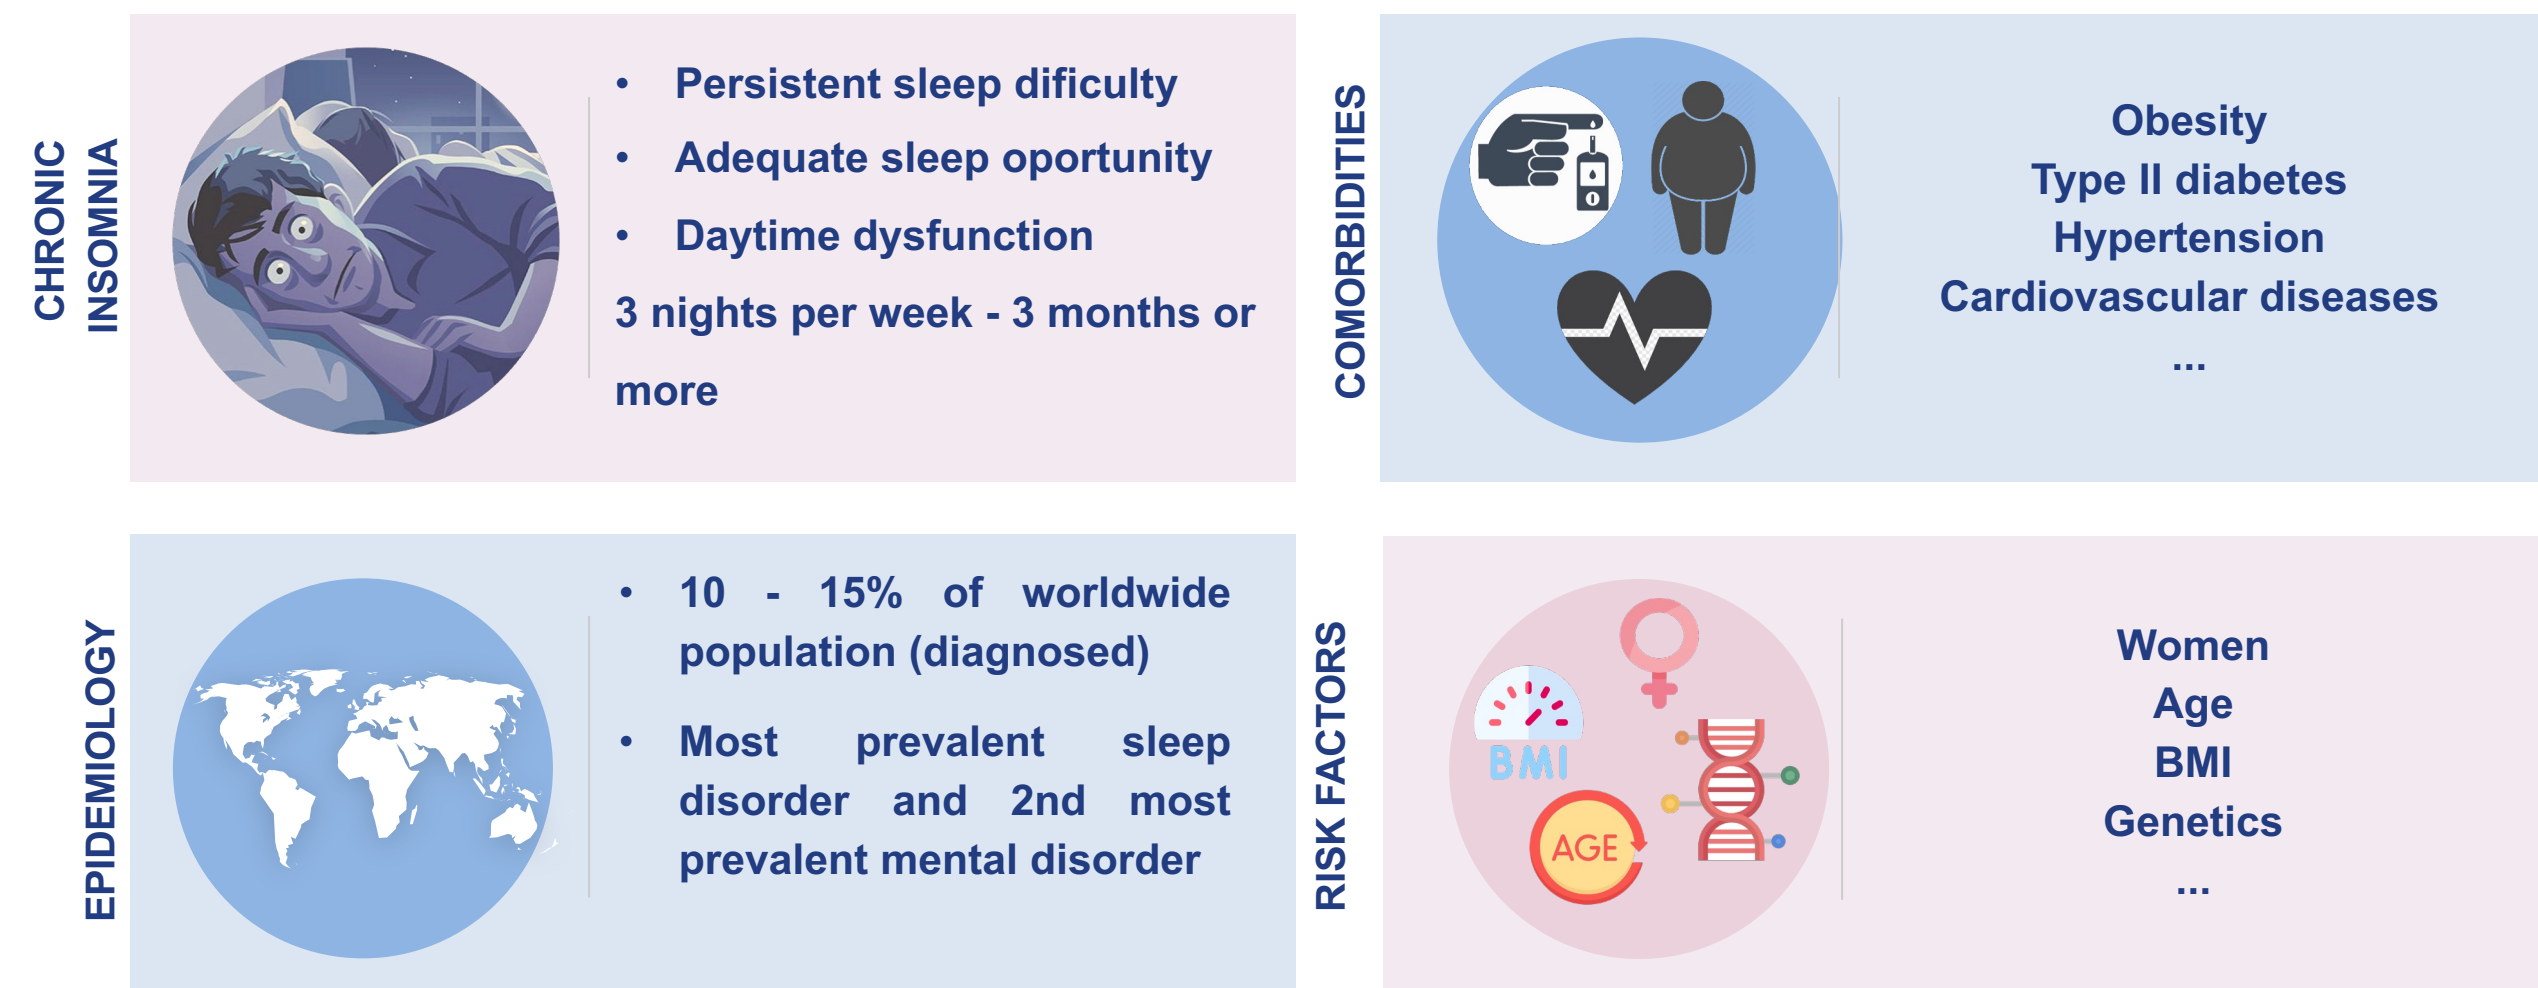 CHRONIC
INSOMNIA
• Persistent sleep dificulty
• Adequate sleep oportunity
• Daytime dysfunction
3 nights per week - 3 months or
more
COMORBIDITIES
Obesity
Type II diabetes
Hypertension
Cardiovascular diseases
...
EPIDEMIOLOGY
• 10 - 15% of worldwide
population (diagnosed)
• Most prevalent sleep
disorder and 2nd most
prevalent mental disorder
RISK FACTORS
BMI
AGE
Women
Age
BMI
Genetics
...